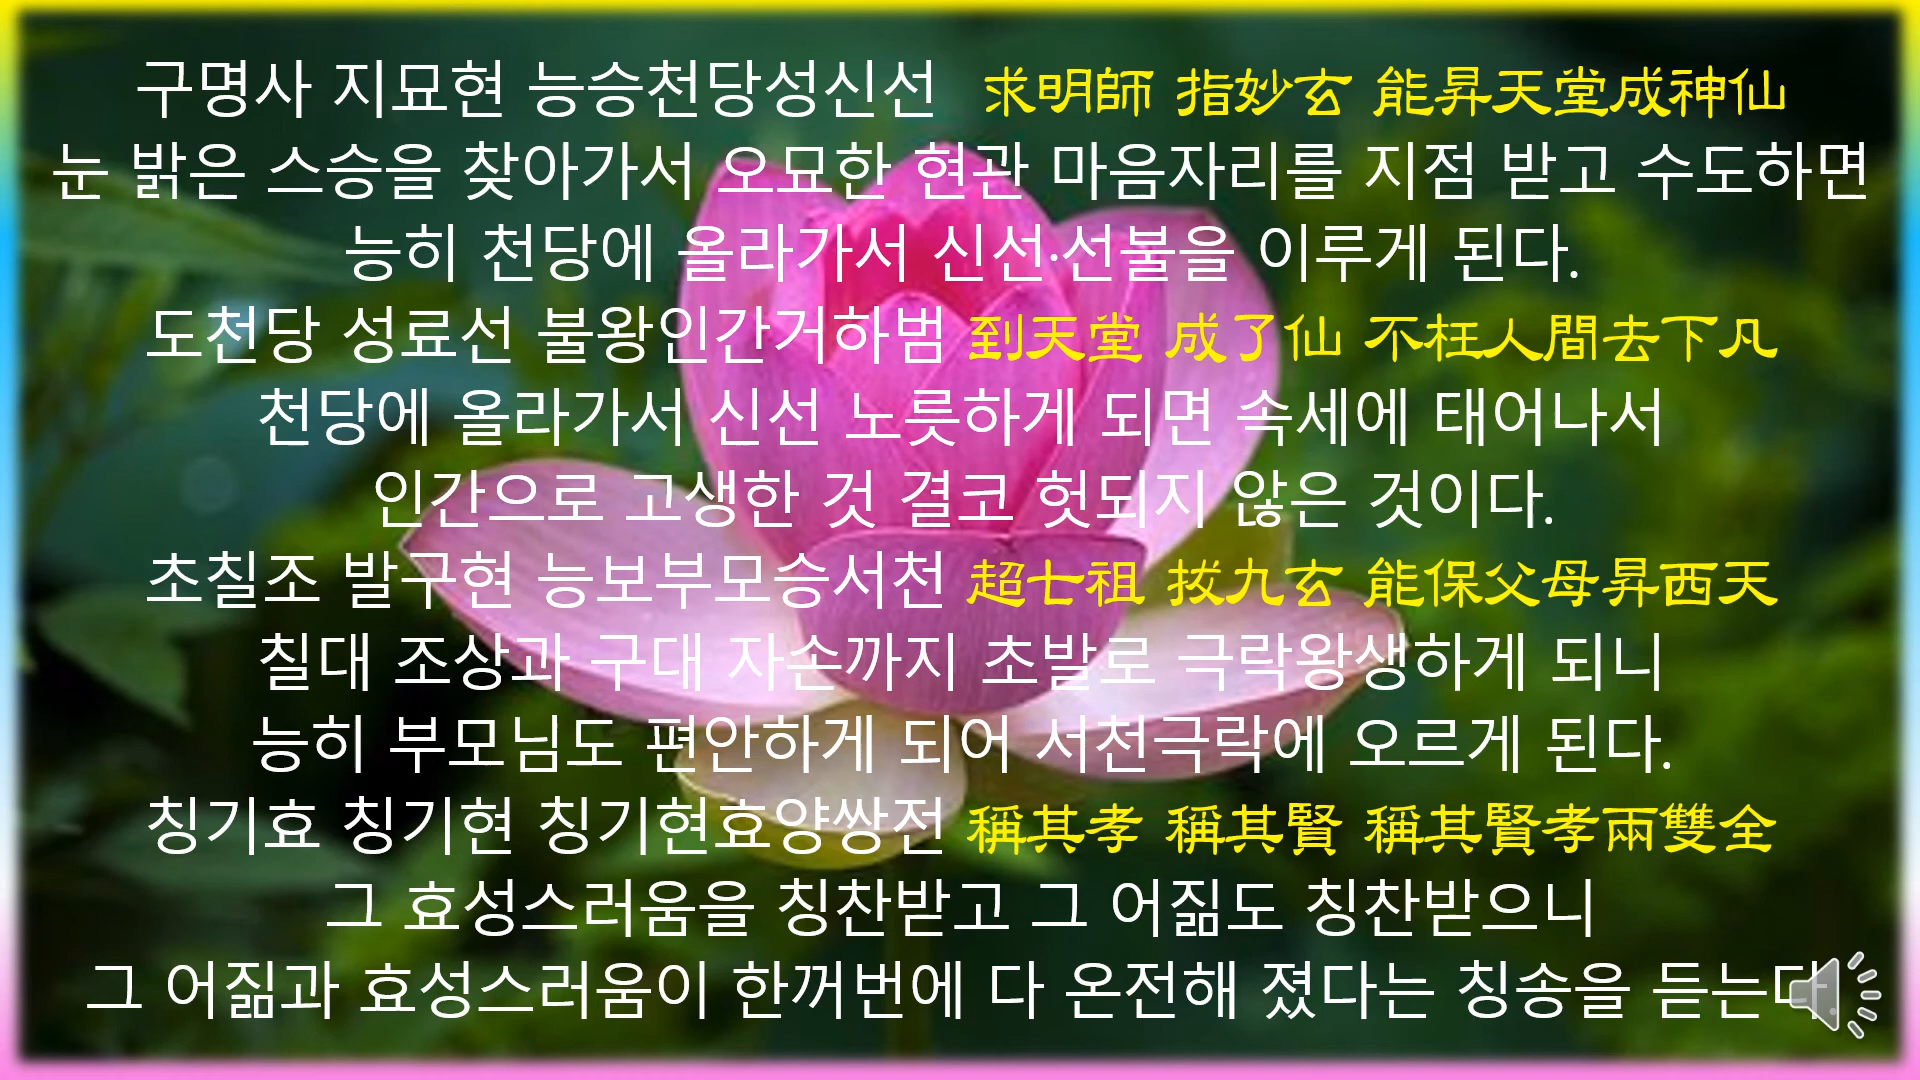 구명사 지묘현 능승천당성신선 求明師 指妙玄 能昇天堂成神仙
눈 밝은 스승을 찾아가서 오묘한 현관 마음자리를 지점 받고 수도하면
능히 천당에 올라가서 신선·선불을 이루게 된다.
도천당 성료선 불왕인간거하범 到天堂 成了仙 不枉人間去下凡
천당에 올라가서 신선 노릇하게 되면 속세에 태어나서
인간으로 고생한 것 결코 헛되지 않은 것이다.
초칠조 발구현 능보부모승서천 超七祖 拔九玄 能保父母昇西天
칠대 조상과 구대 자손까지 초발로 극락왕생하게 되니
능히 부모님도 편안하게 되어 서천극락에 오르게 된다.
칭기효 칭기현 칭기현효양쌍전 稱其孝 稱其賢 稱其賢孝兩雙全
그 효성스러움을 칭찬받고 그 어짊도 칭찬받으니
그 어짊과 효성스러움이 한꺼번에 다 온전해 졌다는 칭송을 듣는다